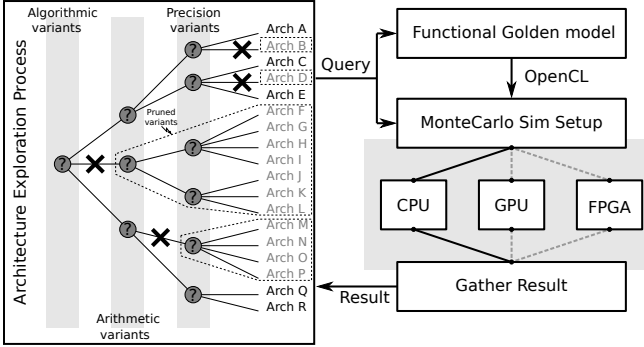 Architecture Exploration Process
Algorithmic
variants
Precision
variants
Arithmetic
variants
Pruned
variants
?
?
?
?
?
?
?
?
?
Arch A
Arch B
Arch C
Arch D
Arch E
Arch F
Arch G
Arch H
Arch I
Arch J
Arch K
Arch L
Arch M
Arch N
Arch O
Arch P
Arch Q
Arch R
Query
Result
Functional Golden model
OpenCL
MonteCarlo Sim Setup
CPU
GPU
FPGA
Gather Result